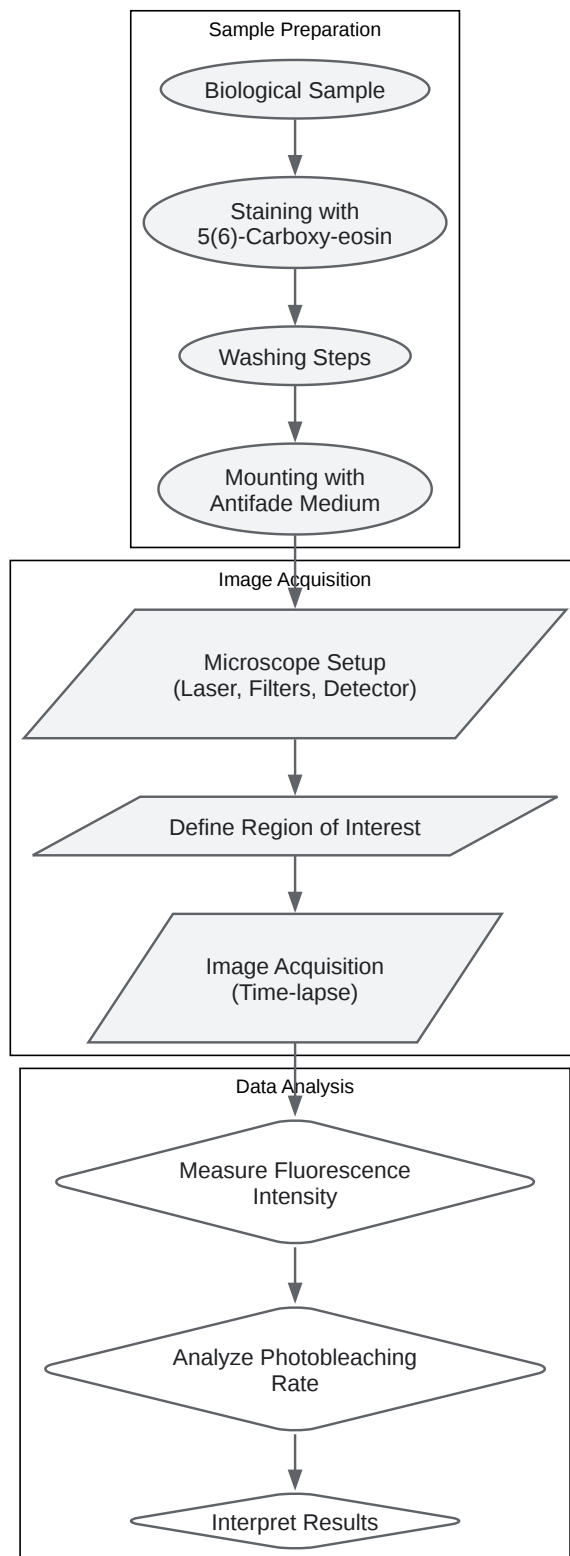 Sample Preparation
Biological Sample
Staining with
5(6)-Carboxy-eosin
Washing Steps
Mounting with
Antifade Medium
Image Acquisition
Microscope Setup
(Laser, Filters, Detector)
Define Region of Interest
Image Acquisition
(Time-lapse)
Data Analysis
Measure Fluorescence
Intensity
Analyze Photobleaching
Rate
Interpret Results